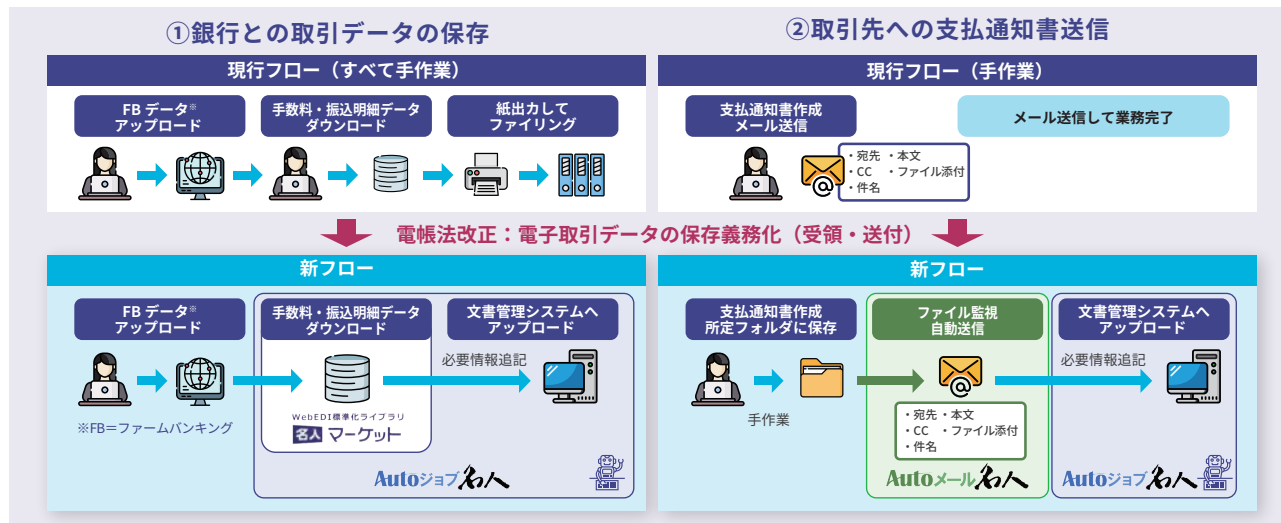 ①銀行との取引データの保存
現行フロー（すべて手作業）
FB データ※
アップロード
手数料・振込明細データ
ダウンロード
紙出力して
ファイリング
②取引先への支払通知書送信
現行フロー（手作業）
支払通知書作成
メール送信
メール送信して業務完了
・宛先 ・本文
・CC ・ファイル添付
・件名
電帳法改正：電子取引データの保存義務化（受領・送付）
新フロー
FB データ※
アップロード
手数料・振込明細データ
ダウンロード
文書管理システムへ
アップロード
必要情報追記
WebEDI標準化ライブラリ
名人マーケット
※FB＝ファームバンキング
Autoジョブ名人
新フロー
支払通知書作成
所定フォルダに保存
ファイル監視
自動送信
文書管理システムへ
アップロード
必要情報追記
手作業
・宛先 ・本文
・CC ・ファイル添付
・件名
Autoメール名人
Autoジョブ名人